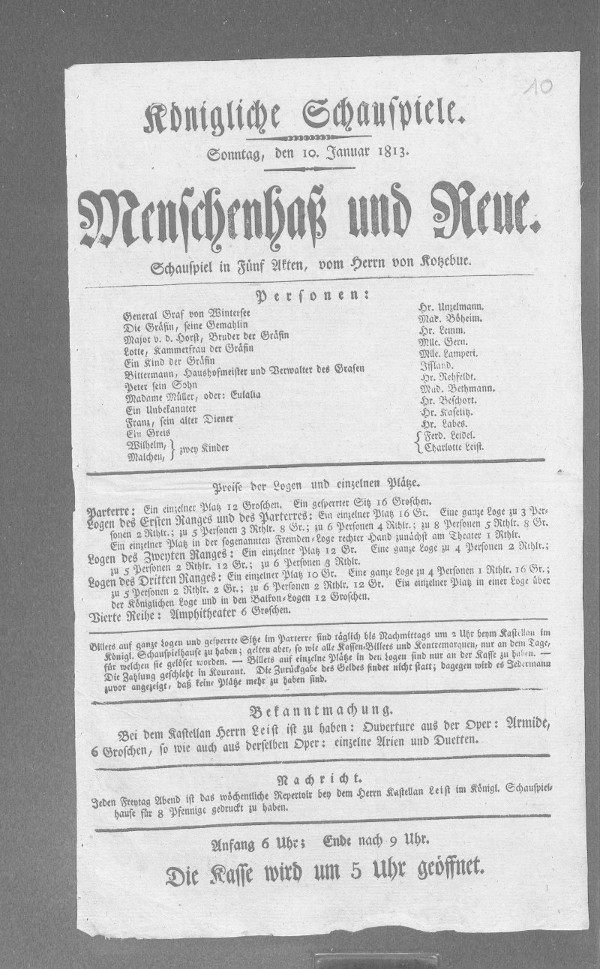 10
Königliche Schauspiele.
Sonntag, den 10. Januar 1813.
Menschenhaß und Reue.
Schauspiel in Fünf Akten, vom Herrn von Kotzebue.
Personen:
General Graf von Wintersee Hr. Unzelmann.
Die Gräfin, seine Gemahlin Mad. Böheim.
Major v. d. Horst, Bruder der Gräfin Hr. Lemm.
Lotte, Kammerfrau der Gräfin Mlle. Gern.
Ein Kind der Gräfin Mlle. Lampert.
Bittermann, Haushofmeister und Verwalter des Grafen Iffland.
Peter sein Sohn Hr. Rehfeldt.
Madame Müller, oder: Eulalia Mad. Bethmann.
Ein Unbekannter Hr. Beschort.
Franz, sein alter Diener Hr. Kaselitz.
Ein Greis Hr. Labes.
Wilhelm, } zwey Kinder { Ferd. Leidel.
Malchen, } { Charlotte Leist.
Preise der Logen und einzelnen Plätze.
Parterre: Ein einzelner Platz 12 Groschen. Ein gesperrter Sitz 16 Groschen.
Logen des Ersten Ranges und des Parterres: Ein einzelner Platz 16 Gr. Eine ganze Loge zu 3 Per-
sonen 2 Rthlr.; zu 5 Personen 3 Rthlr. 8 Gr.; zu 6 Personen 4 Rthlr.; zu 8 Personen 5 Rthlr. 8 Gr.
Ein einzelner Platz in der sogenannten Fremden-Loge rechter Hand zunächst am Theater 1 Rthlr.
Logen des Zweyten Ranges: Ein einzelner Platz 12 Gr. Eine ganze Loge zu 4 Personen 2 Rthlr.;
zu 5 Personen 2 Rthlr. 12 Gr.; zu 6 Personen 3 Rthlr.
Logen des Dritten Ranges: Ein einzelner Platz 10 Gr. Eine ganze Loge zu 4 Personen 1 Rthlr. 16 Gr.;
zu 5 Personen 2 Rthlr. 2 Gr.; zu 6 Personen 2 Rthlr. 12 Gr. Ein einzelner Platz in einer Loge über
der Königlichen Loge und in den Balkon-Logen 12 Groschen.
Vierte Reihe: Amphitheater 6 Groschen.
Billets auf ganze Logen und gesperrte Sitze im Parterre sind täglich bis Nachmittags um 2 Uhr beym Kastellan im
Königl. Schauspielhause zu haben; gelten aber, so wie alle Kassen-Billets und Kontremarquen, nur an dem Tage,
für welchen sie gelöset worden. — Billets auf einzelne Plätze in den Logen sind nur an der Kasse zu haben. —
Die Zahlung geschieht in Kourant. Die Zurückgabe des Geldes findet nicht statt; dagegen wird es Jedermann
zuvor angezeigt, daß keine Plätze mehr zu haben sind.
Bekanntmachung.
Bei dem Kastellan Herrn Leist ist zu haben: Ouverture aus der Oper: Armide,
6 Groschen, so wie auch aus derselben Oper: einzelne Arien und Duetten.
Nachricht.
Jeden Freytag Abend ist das wöchentliche Repertoir bey dem Herrn Kastellan Leist im Königl. Schauspiel-
hause für 8 Pfennige gedruckt zu haben.
Anfang 6 Uhr; Ende nach 9 Uhr.
Die Kasse wird um 5 Uhr geöffnet.